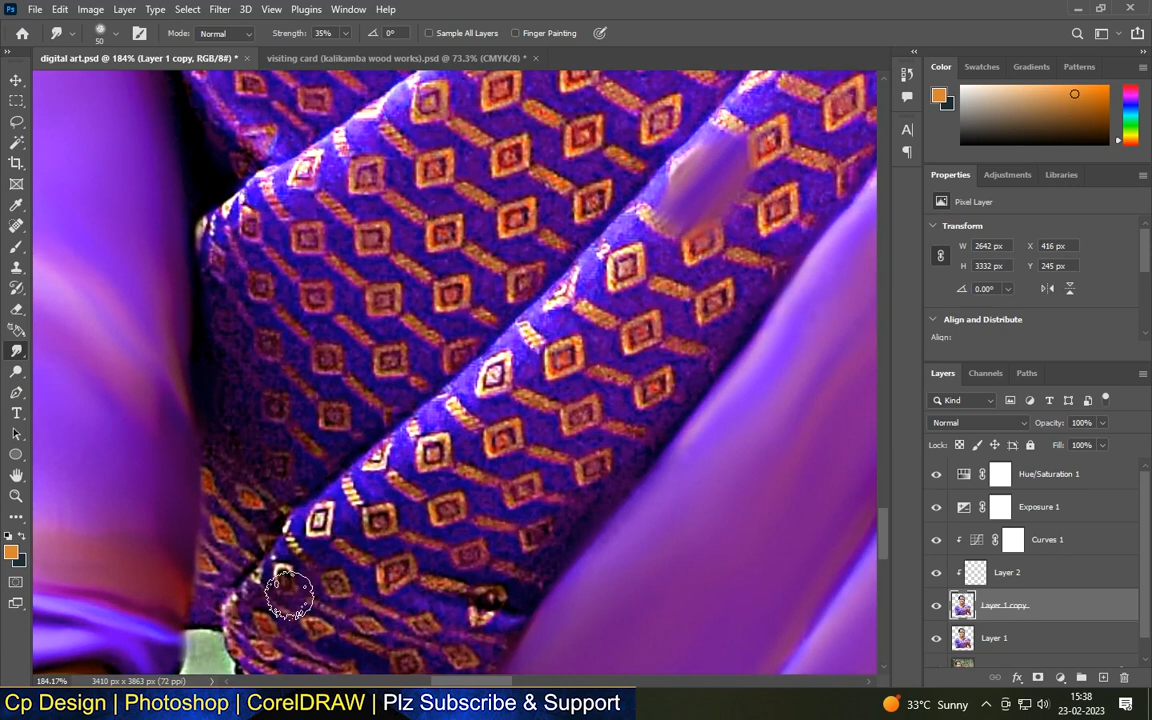 Ps File Edit Image Layer Type Select Filter 3D View Plugins Window Help
50 Mode: Normal Strength: 35% 0° Sample All Layers Finger Painting
digital art.psd @ 184% (Layer 1 copy, RGB/8#) * × visiting card (kalikamba wood works).psd @ 73.3% (CMYK/8) * ×
Color Swatches Gradients Patterns
Properties Adjustments Libraries
Pixel Layer
Transform
W 2642 px X 416 px
H 3332 px Y 245 px
0.00°
Align and Distribute
Align:
Layers Channels Paths
Kind
Normal Opacity: 100%
Lock: Fill: 100%
Hue/Saturation 1
Exposure 1
Curves 1
Layer 2
Layer 1 copy
Layer 1
184.17% 3410 px x 3863 px (72 ppi)
Cp Design | Photoshop | CorelDRAW | Plz Subscribe & Support
33°C Sunny 15:38
23-02-2023